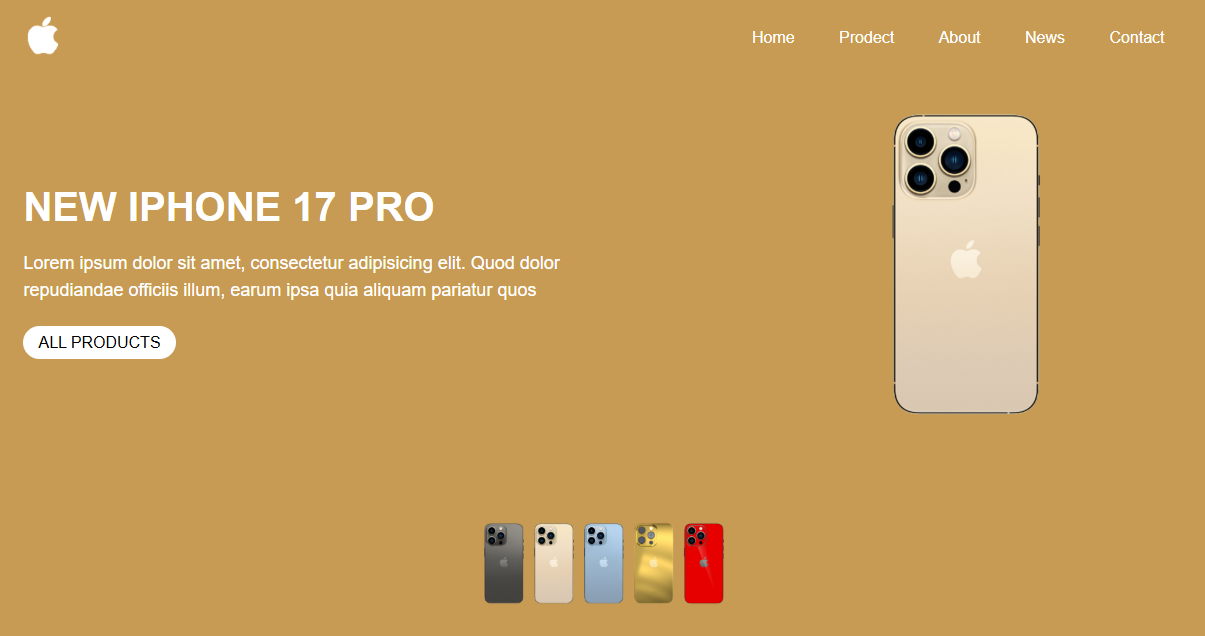 Home Prodect About News Contact
NEW IPHONE 17 PRO
Lorem ipsum dolor sit amet, consectetur adipisicing elit. Quod dolor
repudiandae officiis illum, earum ipsa quia aliquam pariatur quos
ALL PRODUCTS